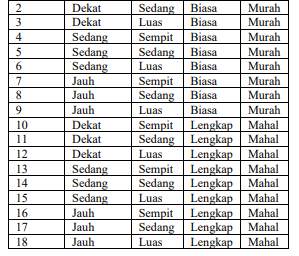 2 Dekat Sedang Biasa Murah
3 Dekat Luas Biasa Murah
4 Sedang Sempit Biasa Murah
5 Sedang Sedang Biasa Murah
6 Sedang Luas Biasa Murah
7 Jauh Sempit Biasa Murah
8 Jauh Sedang Biasa Murah
9 Jauh Luas Biasa Murah
10 Dekat Sempit Lengkap Mahal
11 Dekat Sedang Lengkap Mahal
12 Dekat Luas Lengkap Mahal
13 Sedang Sempit Lengkap Mahal
14 Sedang Sedang Lengkap Mahal
15 Sedang Luas Lengkap Mahal
16 Jauh Sempit Lengkap Mahal
17 Jauh Sedang Lengkap Mahal
18 Jauh Luas Lengkap Mahal